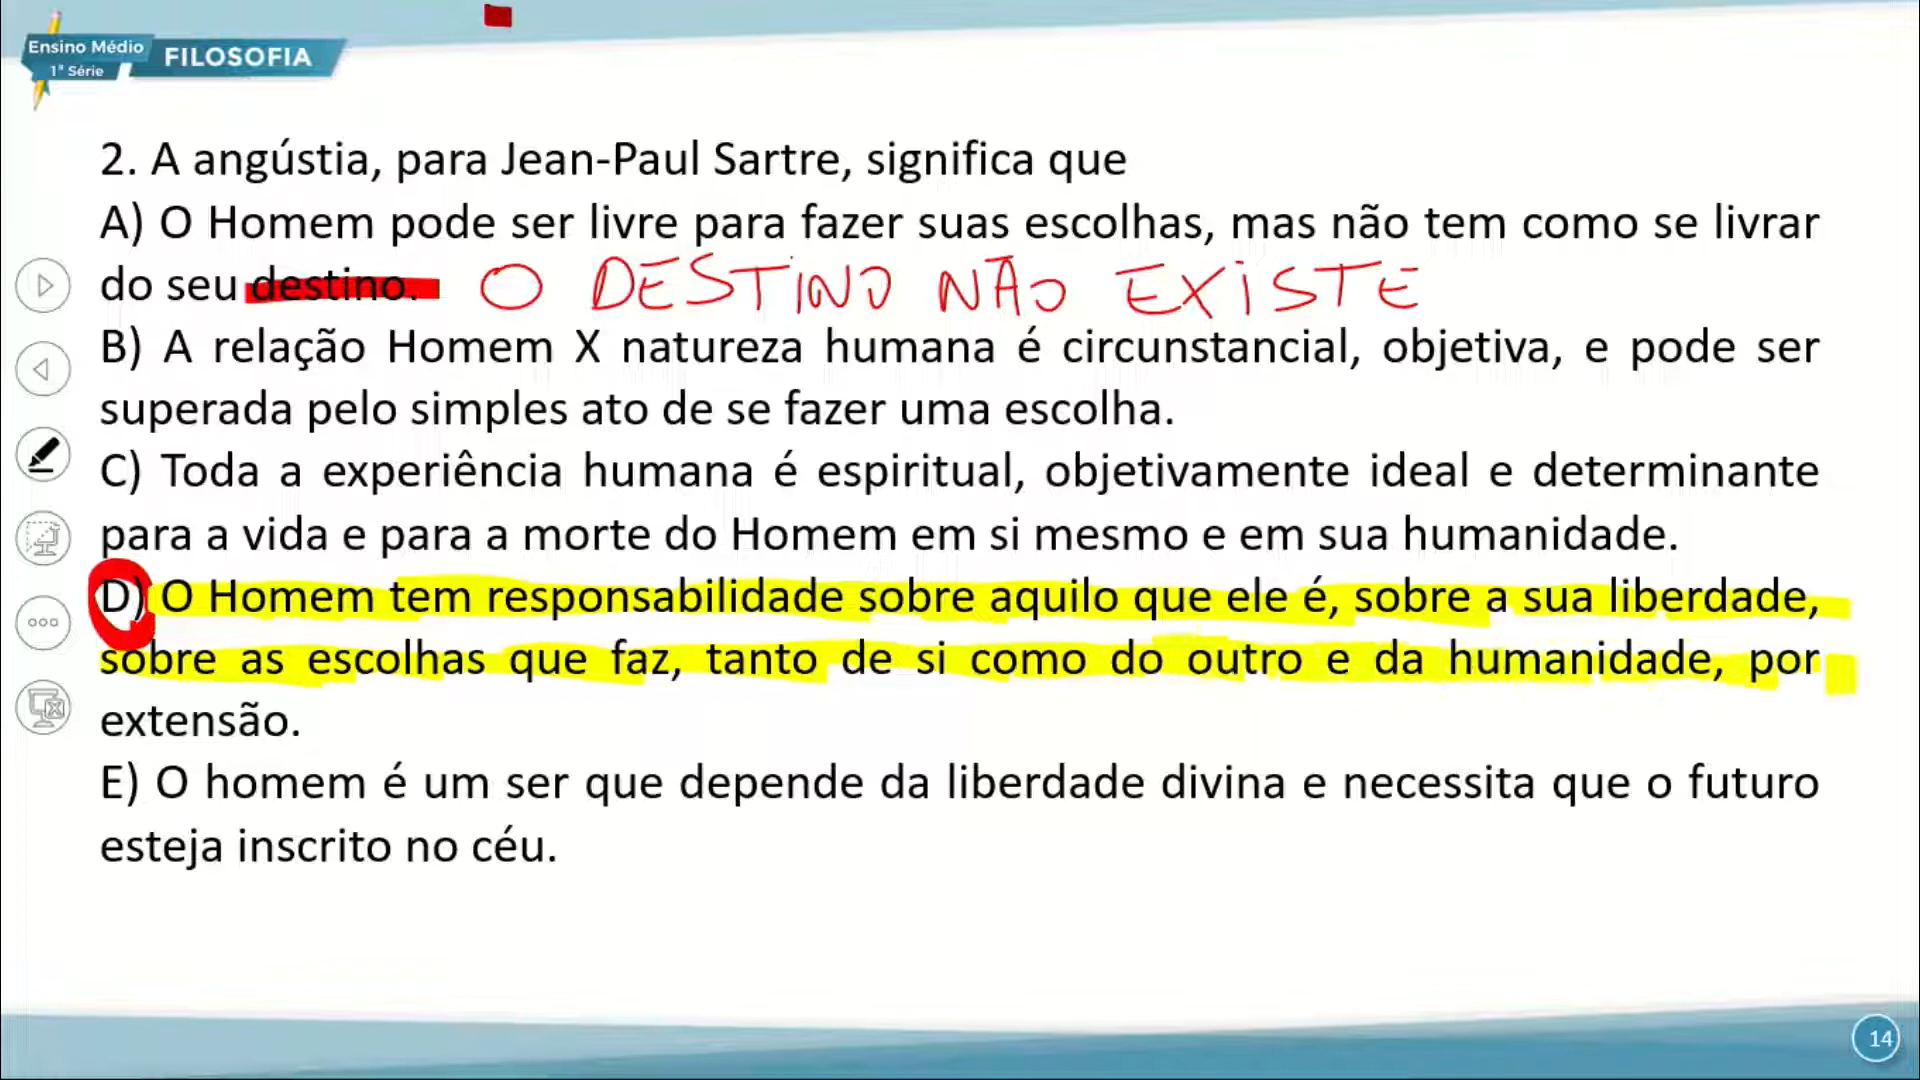 Ensino Médio
1ª Série
FILOSOFIA
2. A angústia, para Jean-Paul Sartre, significa que
A) O Homem pode ser livre para fazer suas escolhas, mas não tem como se livrar
do seu destino. O DESTINO NÃO EXISTE
B) A relação Homem X natureza humana é circunstancial, objetiva, e pode ser
superada pelo simples ato de se fazer uma escolha.
C) Toda a experiência humana é espiritual, objetivamente ideal e determinante
para a vida e para a morte do Homem em si mesmo e em sua humanidade.
D) O Homem tem responsabilidade sobre aquilo que ele é, sobre a sua liberdade,
sobre as escolhas que faz, tanto de si como do outro e da humanidade, por
extensão.
E) O homem é um ser que depende da liberdade divina e necessita que o futuro
esteja inscrito no céu.
14